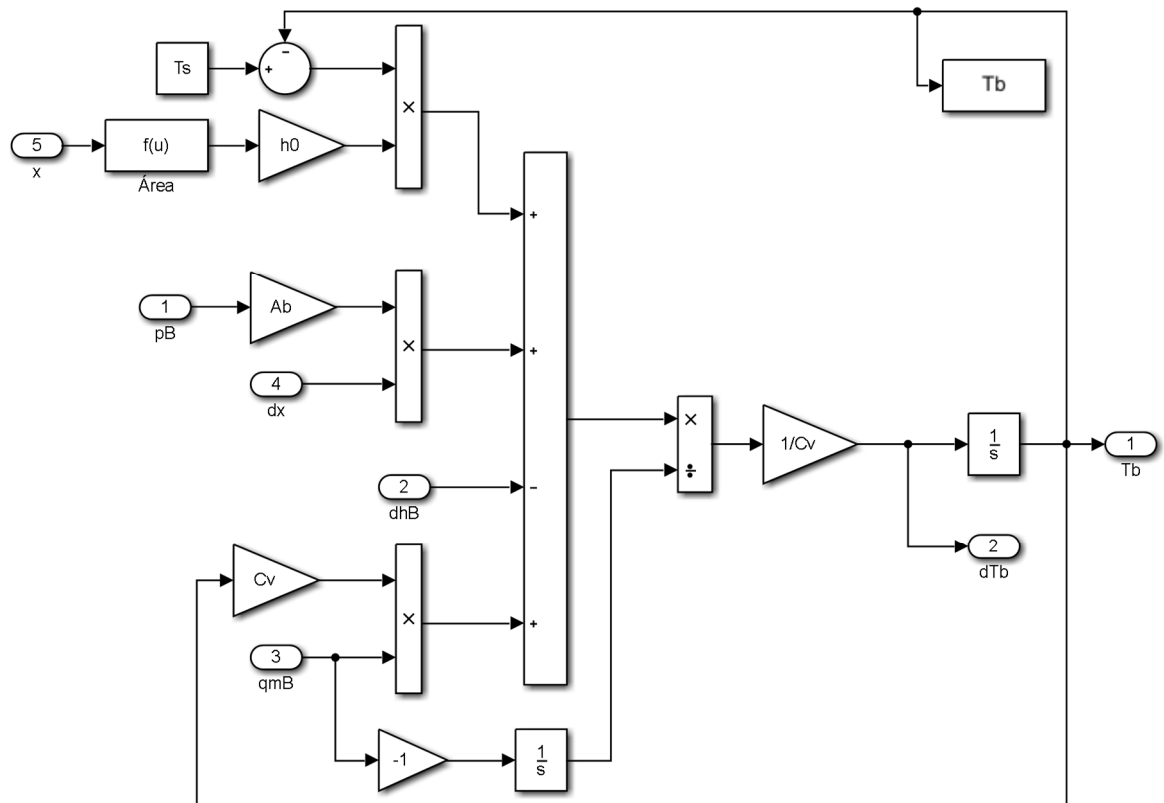 Ts
+
−
×
Tb
5
x
f(u)
Área
h0
+
1
pB
Ab
×
+
4
dx
×
÷
1/Cv
1
s
1
Tb
2
dhB
−
2
dTb
Cv
×
+
3
qmB
-1
1
s